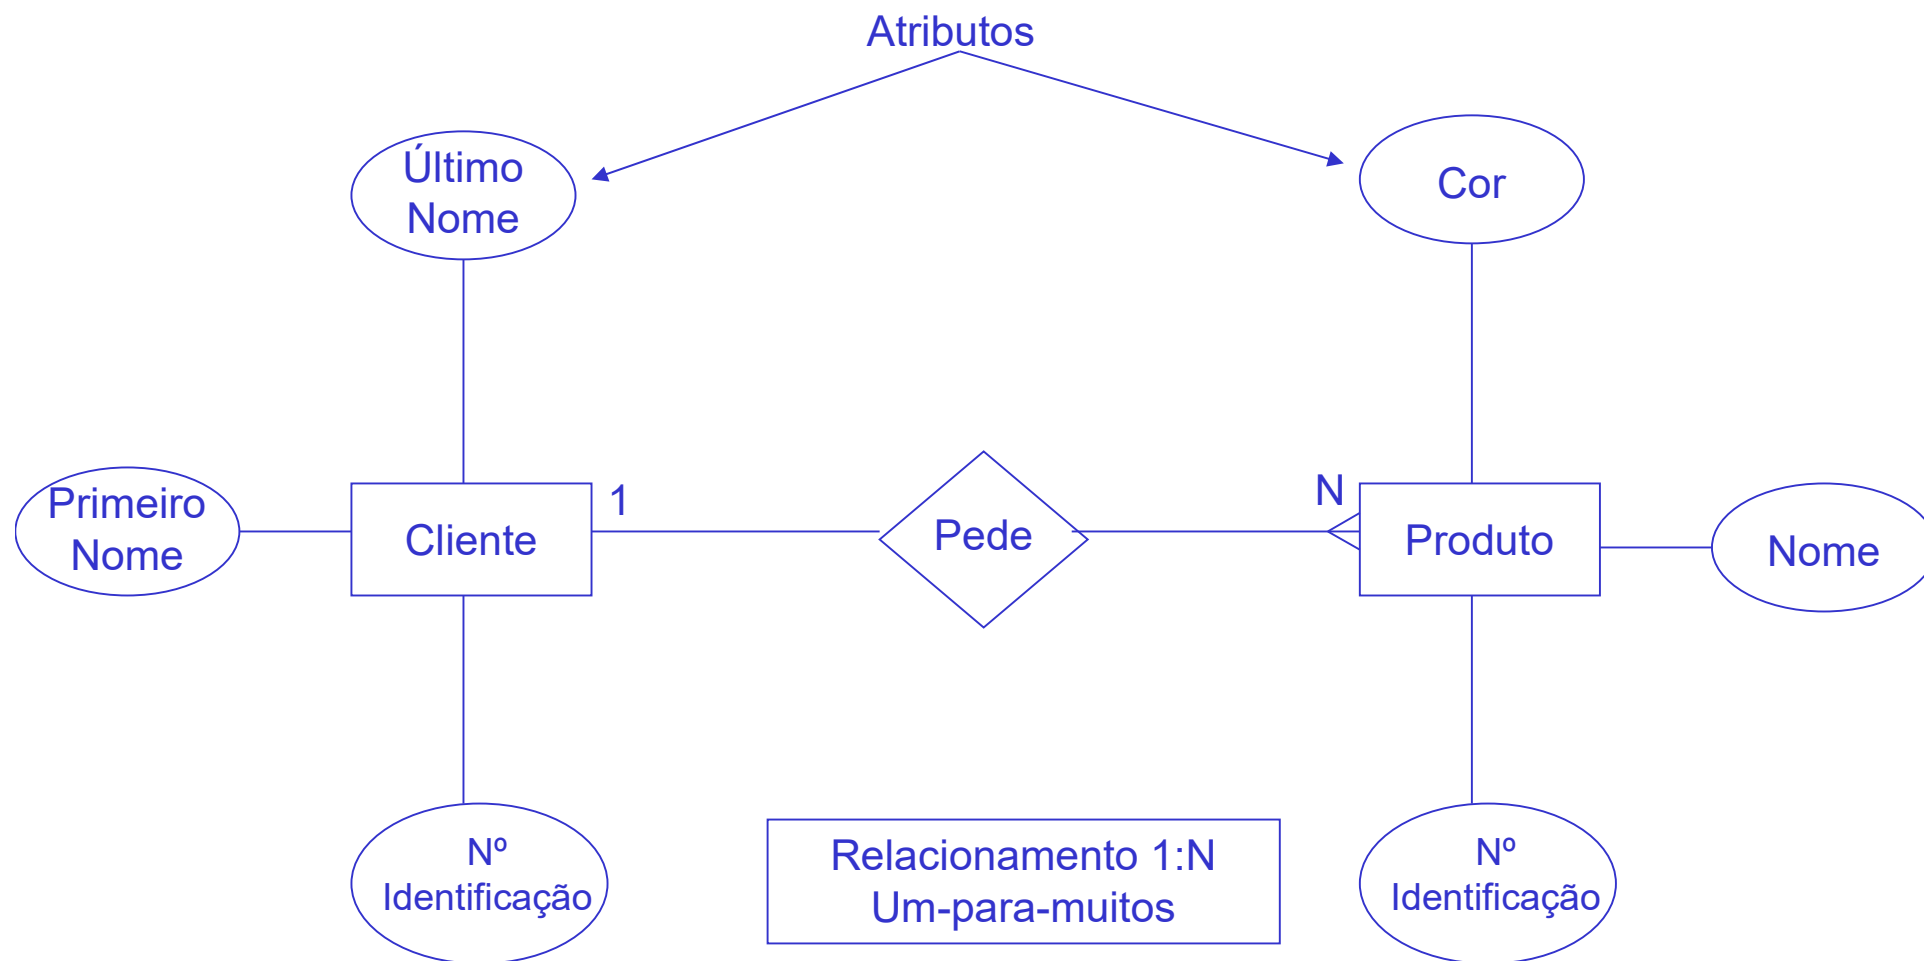 Atributos
Último
Nome
Cor
Primeiro
Nome
Cliente
1
Pede
N
Produto
Nome
Nº
Identificação
Relacionamento 1:N
Um-para-muitos
Nº
Identificação